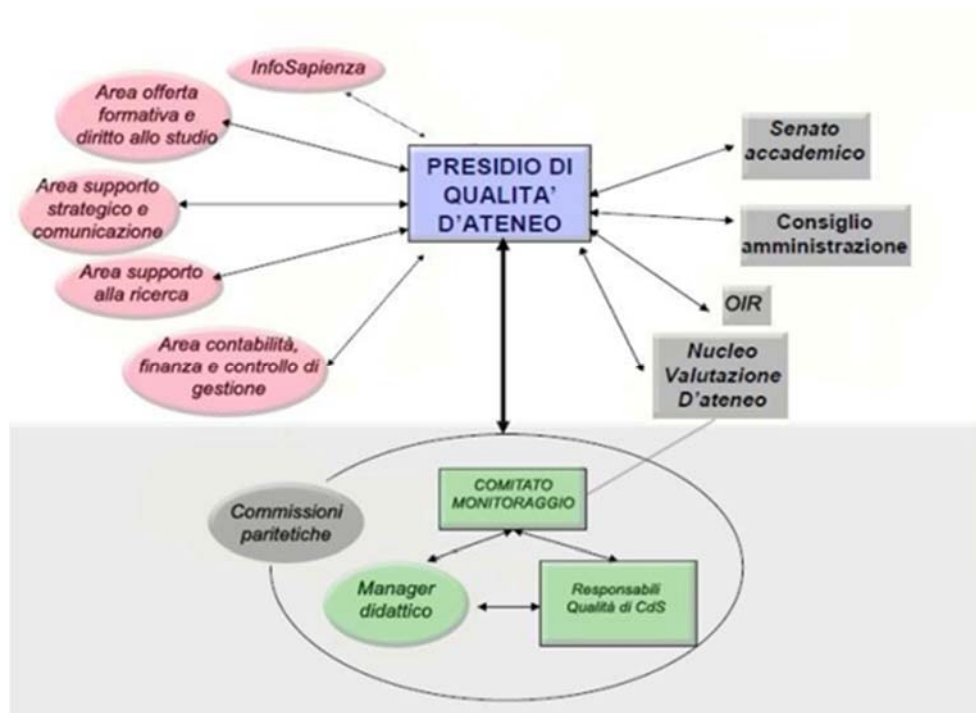 InfoSapienza
Area offerta
formativa e
diritto allo studio
Area supporto
strategico e
comunicazione
Area supporto
alla ricerca
Area contabilità,
finanza e controllo di
gestione
PRESIDIO DI
QUALITA'
D'ATENEO
Senato
accademico
Consiglio
amministrazione
OIR
Nucleo
Valutazione
D'ateneo
COMITATO
MONITORAGGIO
Commissioni
paritetiche
Manager
didattico
Responsabili
Qualità di CdS